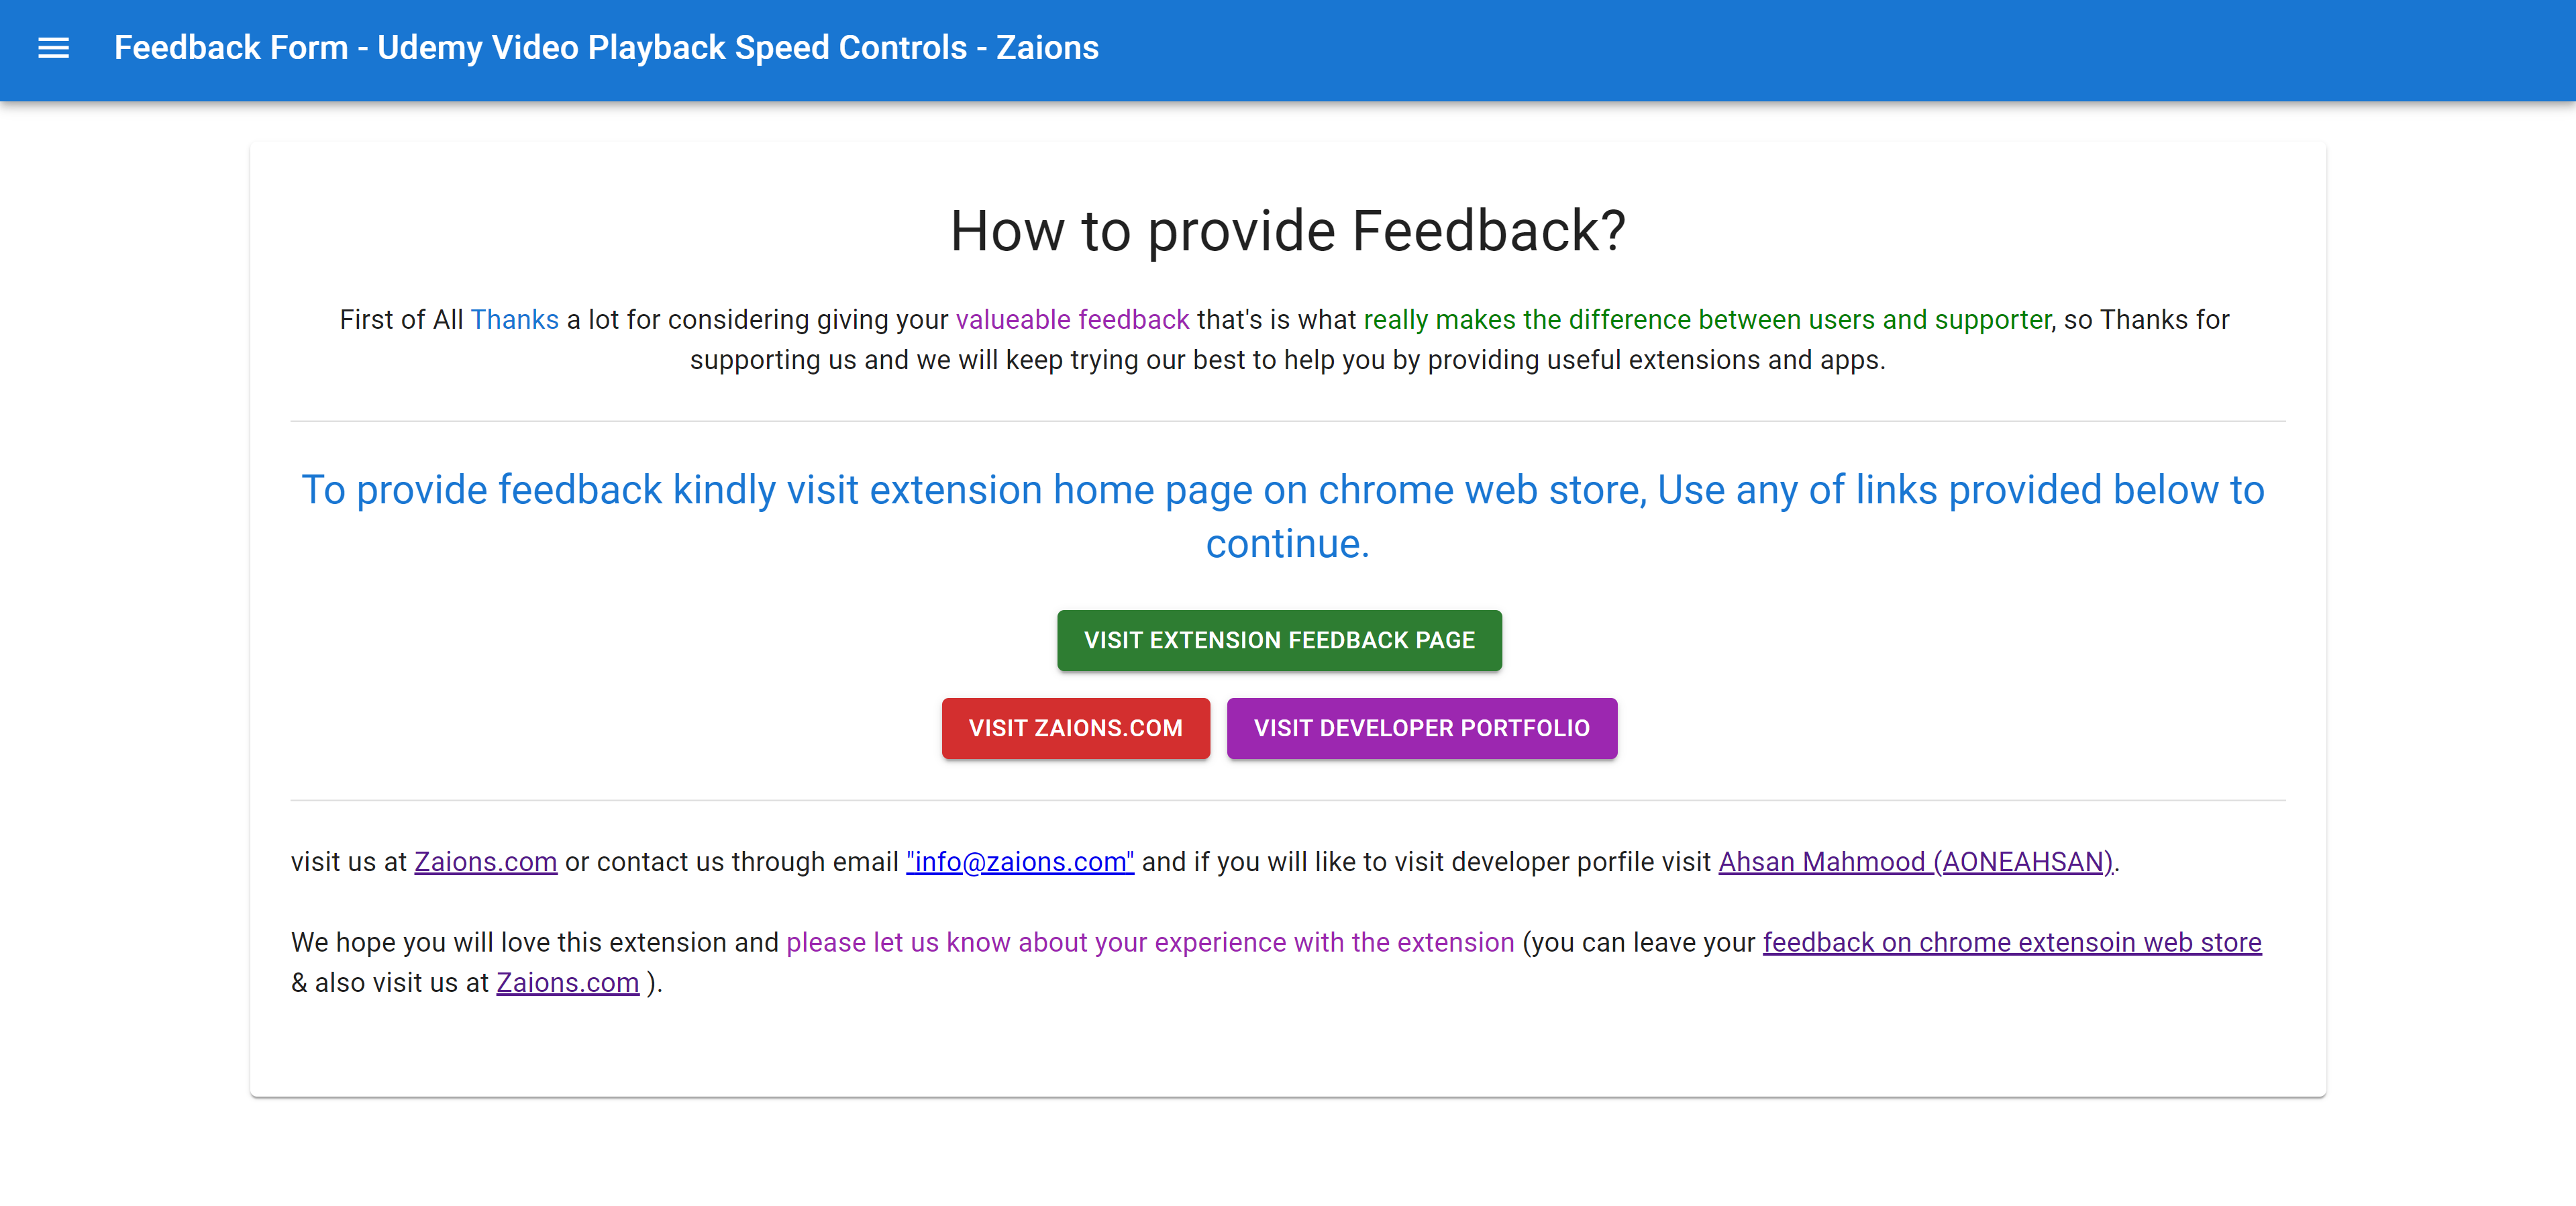 Feedback Form - Udemy Video Playback Speed Controls - Zaions
How to provide Feedback?
First of All Thanks a lot for considering giving your valueable feedback that's is what really makes the difference between users and supporter, so Thanks for
supporting us and we will keep trying our best to help you by providing useful extensions and apps.
To provide feedback kindly visit extension home page on chrome web store, Use any of links provided below to
continue.
VISIT EXTENSION FEEDBACK PAGE
VISIT ZAIONS.COM VISIT DEVELOPER PORTFOLIO
visit us at Zaions.com or contact us through email "info@zaions.com" and if you will like to visit developer porfile visit Ahsan Mahmood (AONEAHSAN).
We hope you will love this extension and please let us know about your experience with the extension (you can leave your feedback on chrome extensoin web store
& also visit us at Zaions.com ).